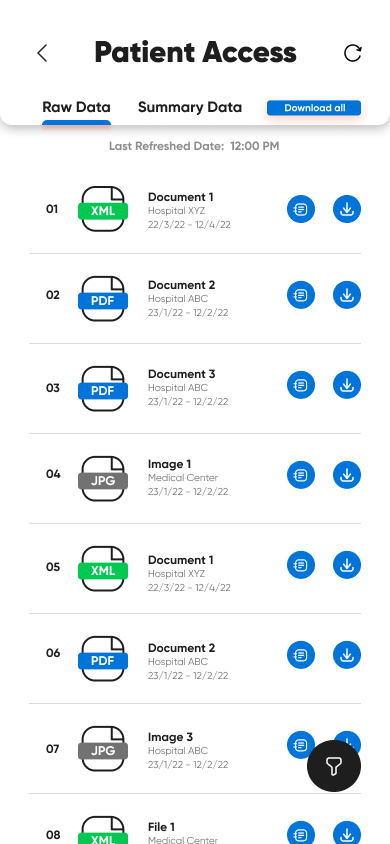 Patient Access
Raw Data
Summary Data
Download all
Last Refreshed Date: 12:00 PM
01
XML
Document 1
Hospital XYZ
22/3/22 - 12/4/22
02
PDF
Document 2
Hospital ABC
23/1/22 - 12/2/22
03
PDF
Document 3
Hospital ABC
23/1/22 - 12/2/22
04
JPG
Image 1
Medical Center
23/1/22 - 12/2/22
05
XML
Document 1
Hospital XYZ
22/3/22 - 12/4/22
06
PDF
Document 2
Hospital ABC
23/1/22 - 12/2/22
07
JPG
Image 3
Hospital ABC
23/1/22 - 12/2/22
08
XML
File 1
Medical Center